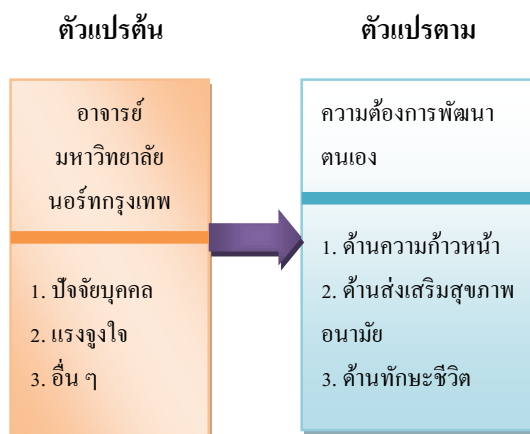 ตัวแปรต้น
ตัวแปรตาม
อาจารย์
มหาวิทยาลัย
นอร์ทกรุงเทพ
1. ปัจจัยบุคคล
2. แรงจูงใจ
3. อื่น ๆ
ความต้องการพัฒนา
ตนเอง
1. ด้านความก้าวหน้า
2. ด้านส่งเสริมสุขภาพ
อนามัย
3. ด้านทักษะชีวิต